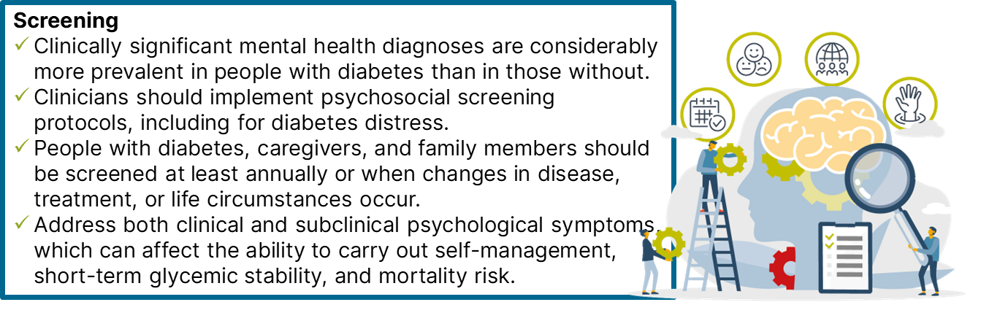 Screening
✓ Clinically significant mental health diagnoses are considerably
more prevalent in people with diabetes than in those without.
✓ Clinicians should implement psychosocial screening
protocols, including for diabetes distress.
✓ People with diabetes, caregivers, and family members should
be screened at least annually or when changes in disease,
treatment, or life circumstances occur.
✓ Address both clinical and subclinical psychological symptoms,
which can affect the ability to carry out self-management,
short-term glycemic stability, and mortality risk.